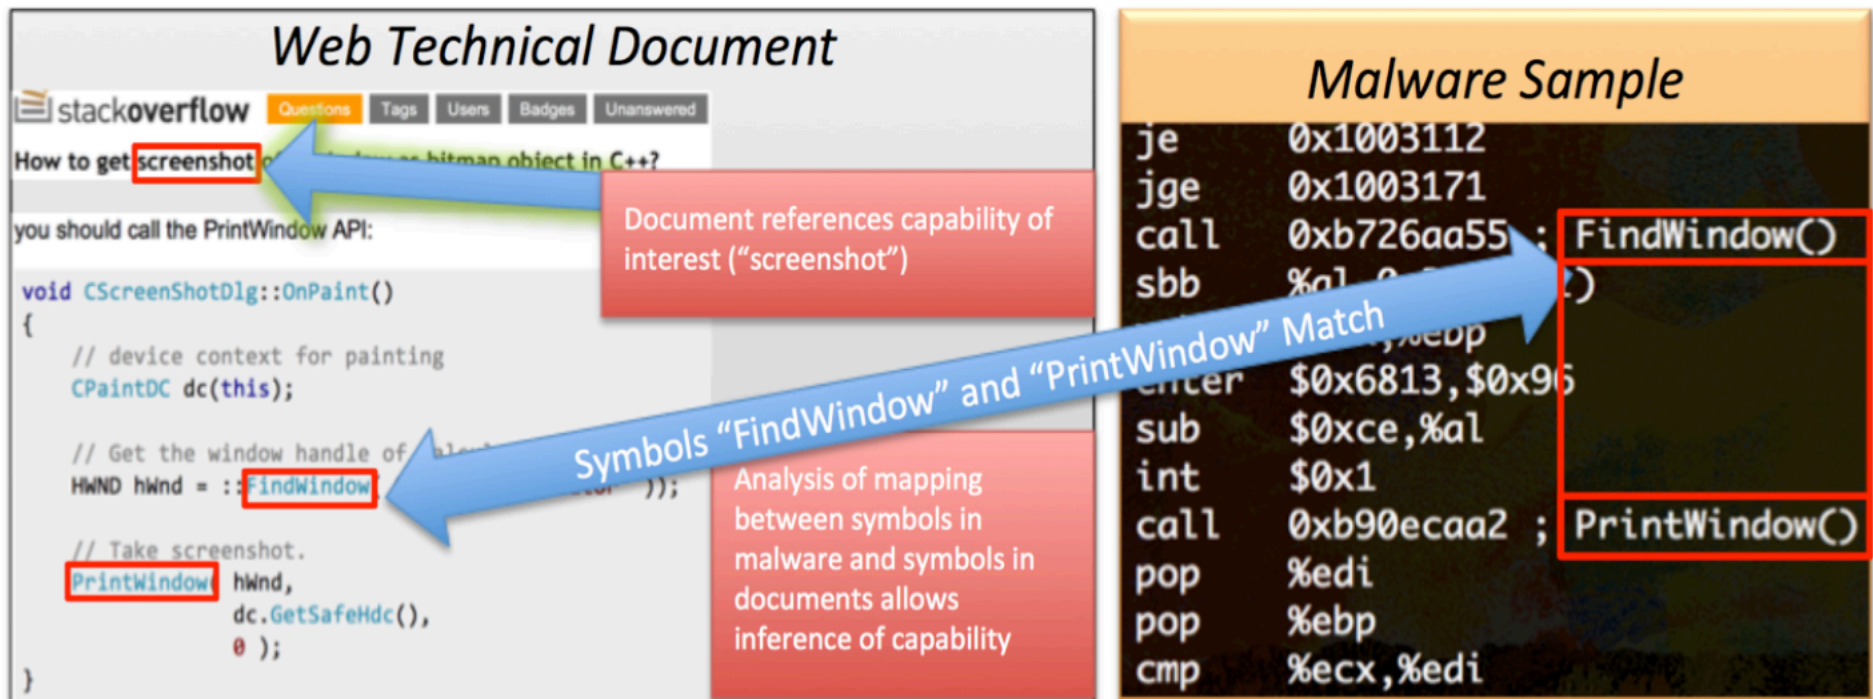 Web Technical Document
stackoverflow Questions Tags Users Badges Unanswered
How to get screenshot bitmap object in C++?
you should call the PrintWindow API:
void CScreenShotDlg::OnPaint()
{
// device context for painting
CPaintDC dc(this);
// Get the window handle of
HWND hWnd = ::FindWindow( ));
// Take screenshot.
PrintWindow( hWnd,
dc.GetSafeHdc(),
0 );
}
Document references capability of
interest (“screenshot”)
Symbols “FindWindow” and “PrintWindow” Match
Analysis of mapping
between symbols in
malware and symbols in
documents allows
inference of capability
Malware Sample
je 0x1003112
jge 0x1003171
call 0xb726aa55 ; FindWindow()
sbb
,%ebp
enter $0x6813,$0x96
sub $0xce,%al
int $0x1
call 0xb90ecaa2 ; PrintWindow()
pop %edi
pop %ebp
cmp %ecx,%edi